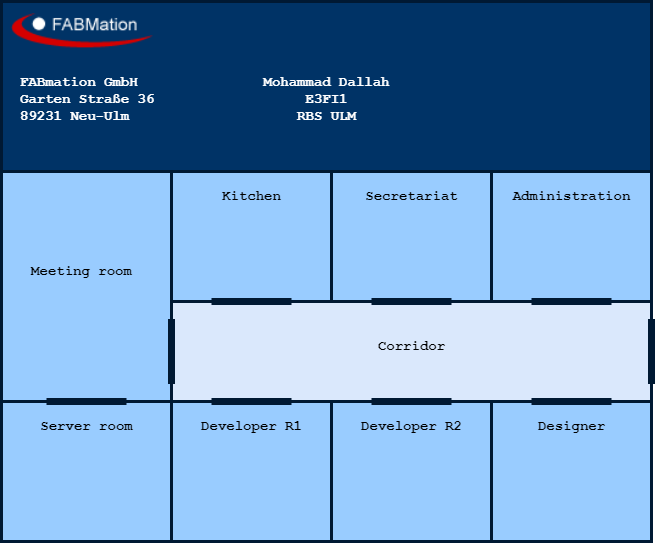 FABMation
FABmation GmbH
Garten Straße 36
89231 Neu-Ulm
Mohammad Dallah
E3FI1
RBS ULM
Kitchen
Secretariat
Administration
Meeting room
Corridor
Server room
Developer R1
Developer R2
Designer